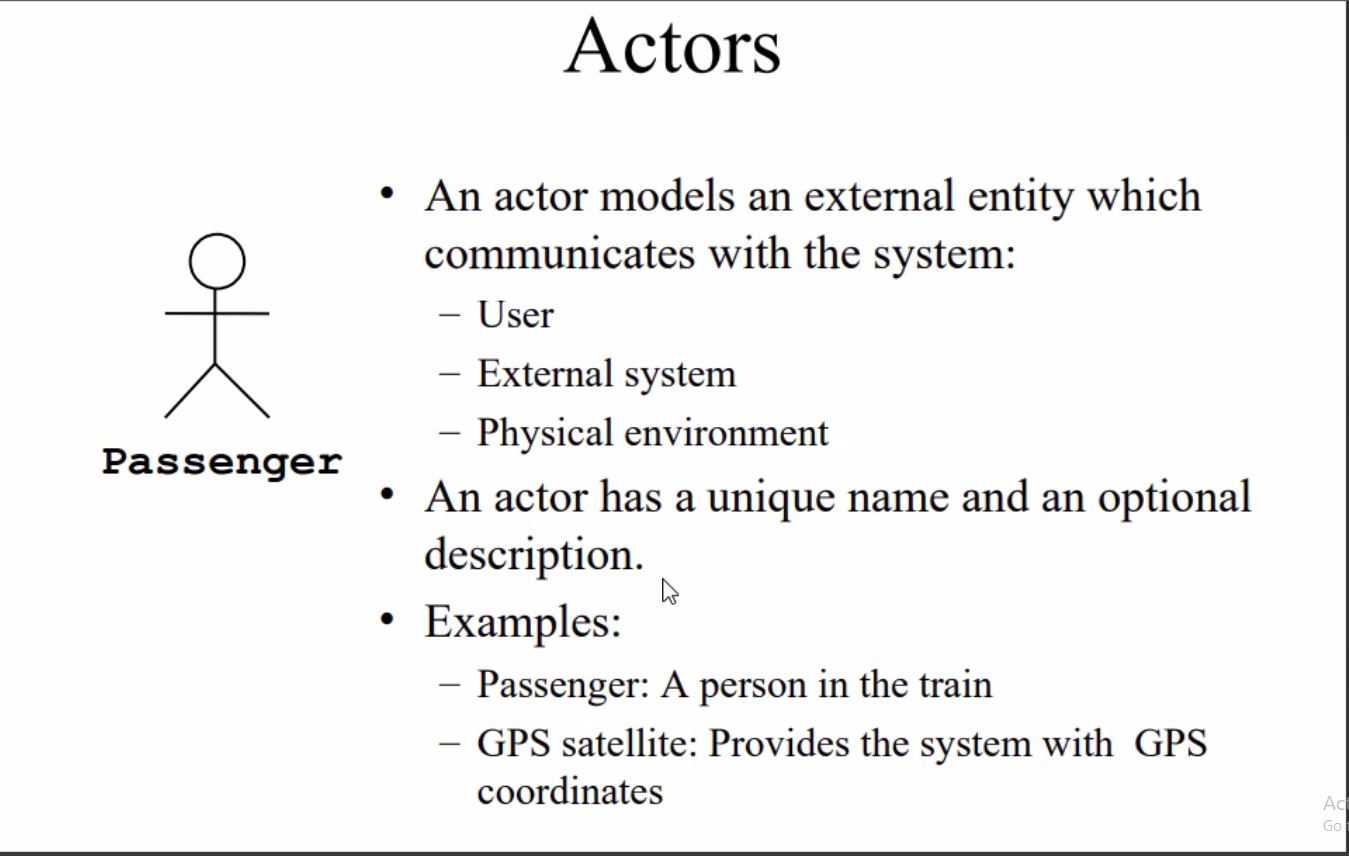 Actors
• An actor models an external entity which
communicates with the system:
– User
– External system
– Physical environment
Passenger
• An actor has a unique name and an optional
description.
• Examples:
– Passenger: A person in the train
– GPS satellite: Provides the system with GPS
coordinates
Go